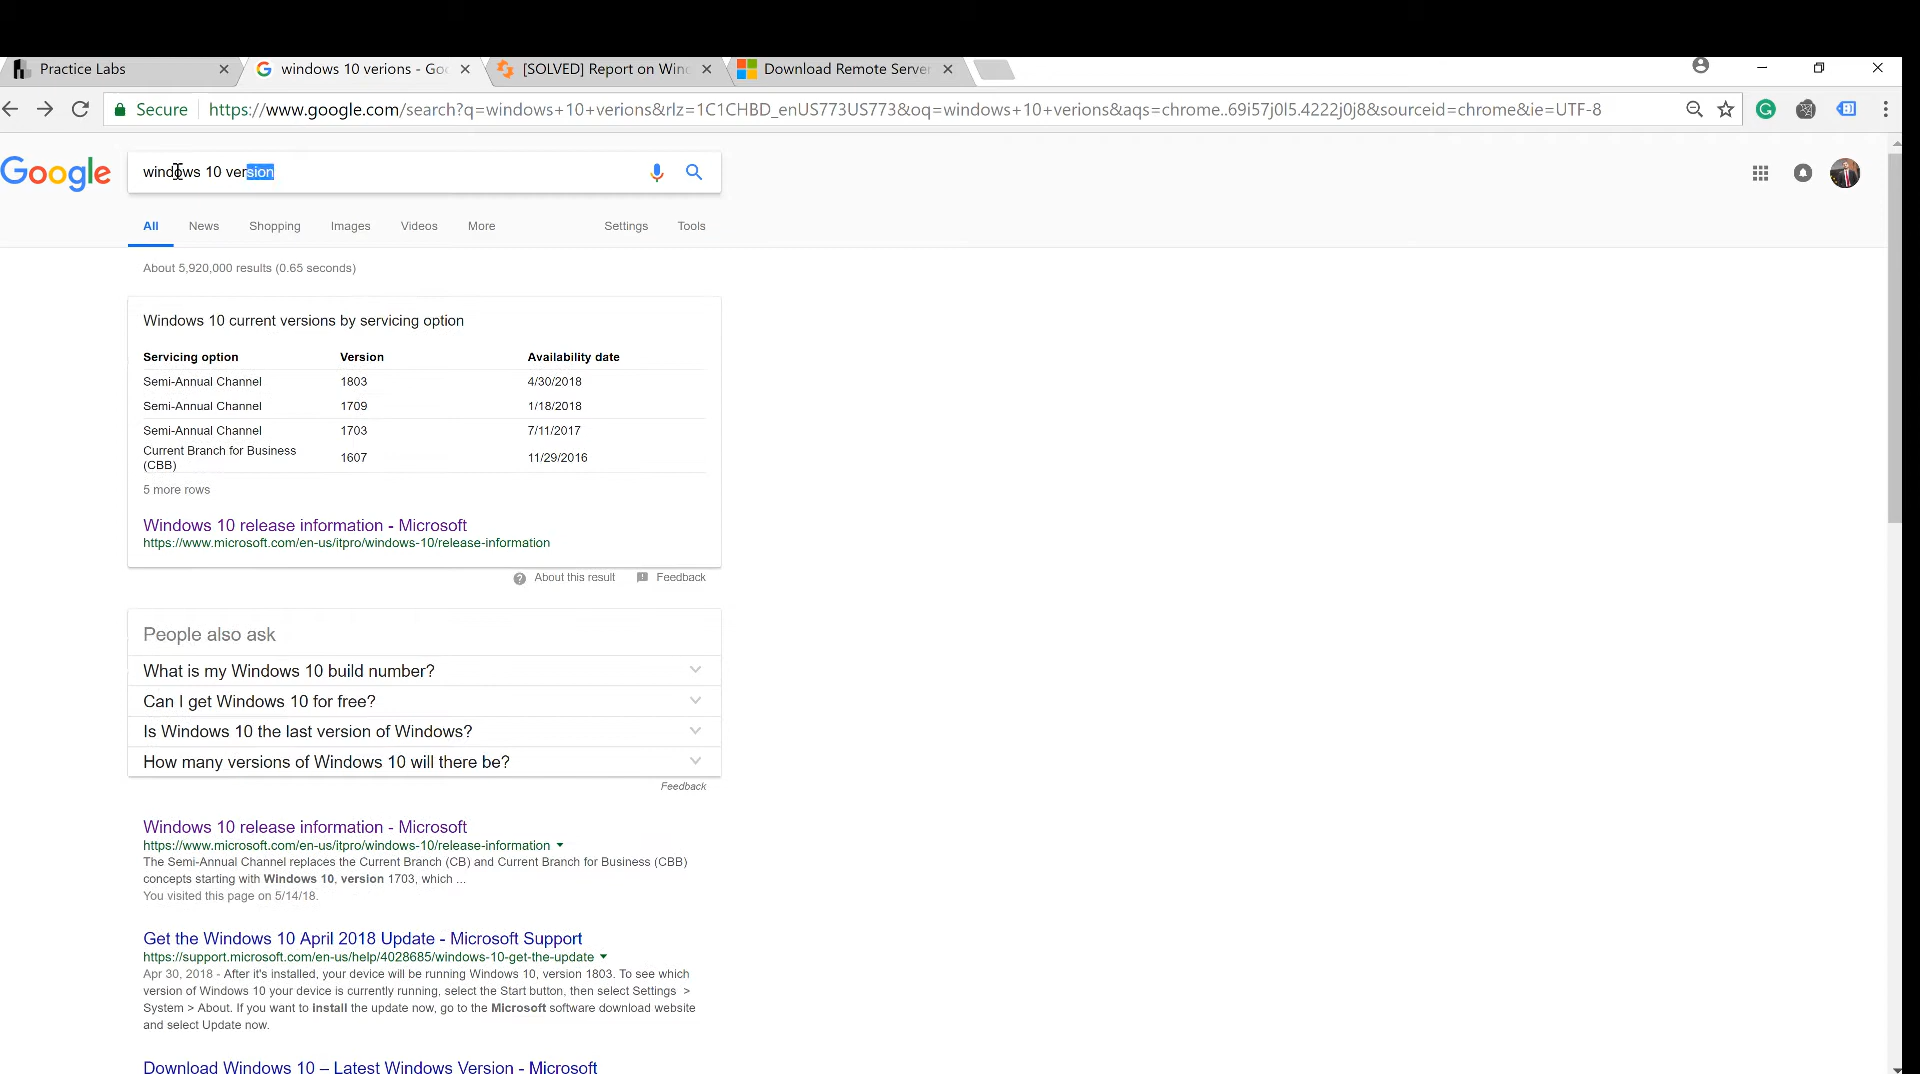 Practice Labs
windows 10 verions - Goo
[SOLVED] Report on Wind
Download Remote Server
Secure https://www.google.com/search?q=windows+10+verions&rlz=1C1CHBD_enUS773US773&oq=windows+10+verions&aqs=chrome..69i57j0l5.4222j0j8&sourceid=chrome&ie=UTF-8
Google
windows 10 version
All News Shopping Images Videos More Settings Tools
About 5,920,000 results (0.65 seconds)
Windows 10 current versions by servicing option
Servicing option Version Availability date
Semi-Annual Channel 1803 4/30/2018
Semi-Annual Channel 1709 1/18/2018
Semi-Annual Channel 1703 7/11/2017
Current Branch for Business
(CBB) 1607 11/29/2016
5 more rows
Windows 10 release information - Microsoft
https://www.microsoft.com/en-us/itpro/windows-10/release-information
About this result Feedback
People also ask
What is my Windows 10 build number?
Can I get Windows 10 for free?
Is Windows 10 the last version of Windows?
How many versions of Windows 10 will there be?
Feedback
Windows 10 release information - Microsoft
https://www.microsoft.com/en-us/itpro/windows-10/release-information
The Semi-Annual Channel replaces the Current Branch (CB) and Current Branch for Business (CBB)
concepts starting with Windows 10, version 1703, which ...
You visited this page on 5/14/18.
Get the Windows 10 April 2018 Update - Microsoft Support
https://support.microsoft.com/en-us/help/4028685/windows-10-get-the-update
Apr 30, 2018 - After it's installed, your device will be running Windows 10, version 1803. To see which
version of Windows 10 your device is currently running, select the Start button, then select Settings >
System > About. If you want to install the update now, go to the Microsoft software download website
and select Update now.
Download Windows 10 – Latest Windows Version - Microsoft